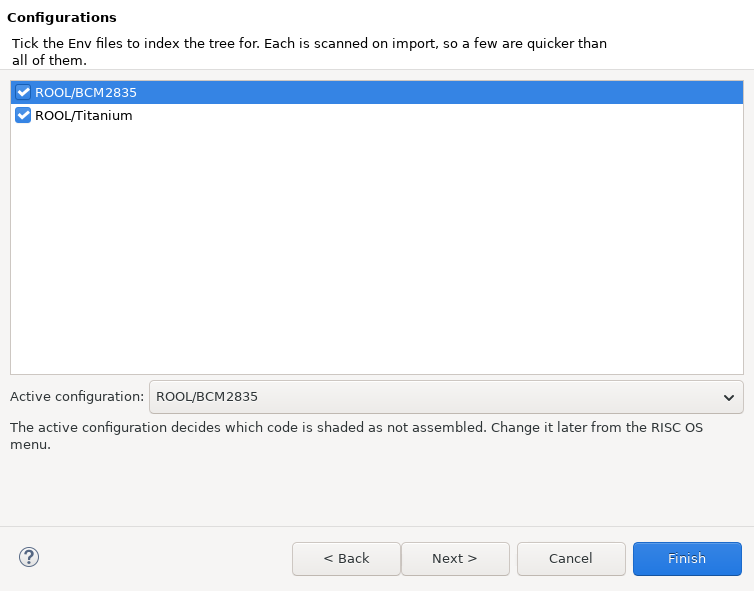 Configurations
Tick the Env files to index the tree for. Each is scanned on import, so a few are quicker than
all of them.
ROOL/BCM2835
ROOL/Titanium
Active configuration: ROOL/BCM2835
The active configuration decides which code is shaded as not assembled. Change it later from the RISC OS
menu.
? < Back Next > Cancel Finish